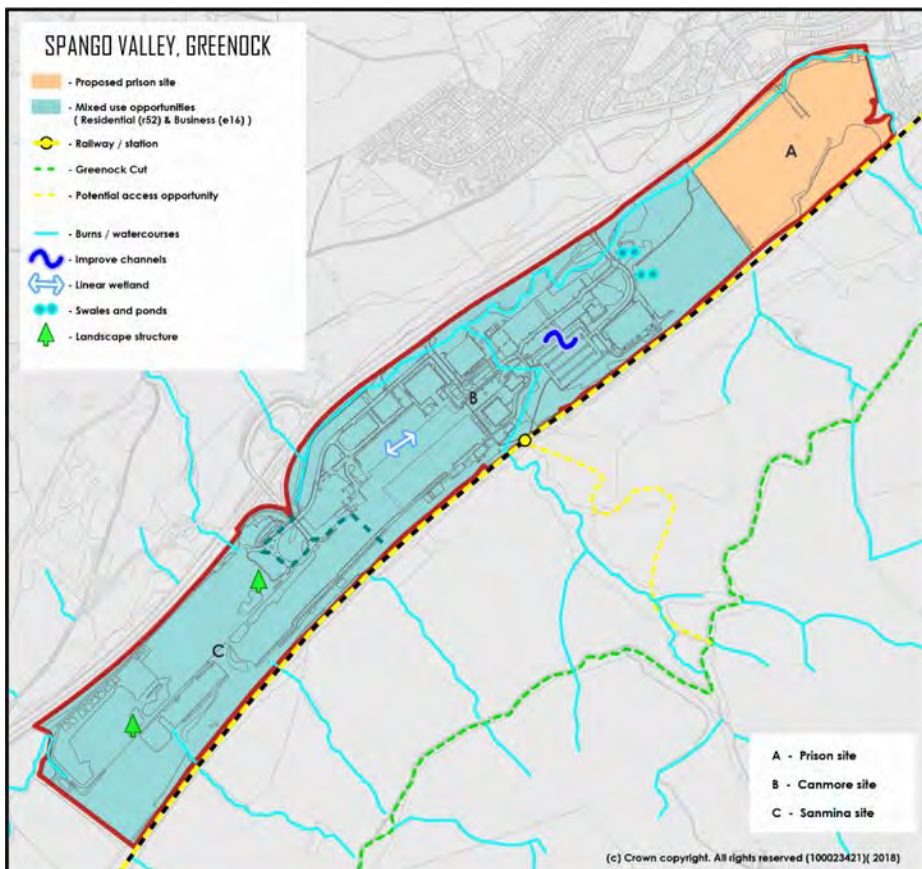 SPANGO VALLEY, GREENOCK
- Proposed prison site
- Mixed use opportunities
( Residential (r52) & Business (e16) )
- Railway / station
- Greenock Cut
- Potential access opportunity
- Burns / watercourses
- Improve channels
- Linear wetland
- Swales and ponds
- Landscape structure
A
B
C
A - Prison site
B - Canmore site
C - Sanmina site
(c) Crown copyright. All rights reserved (100023421)( 2018)